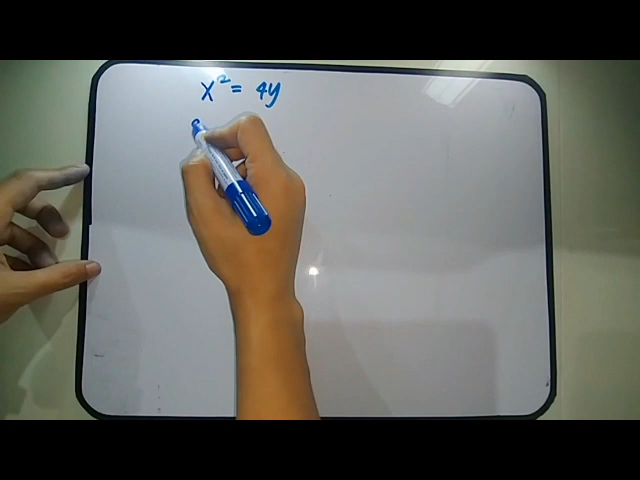 x² = 4y